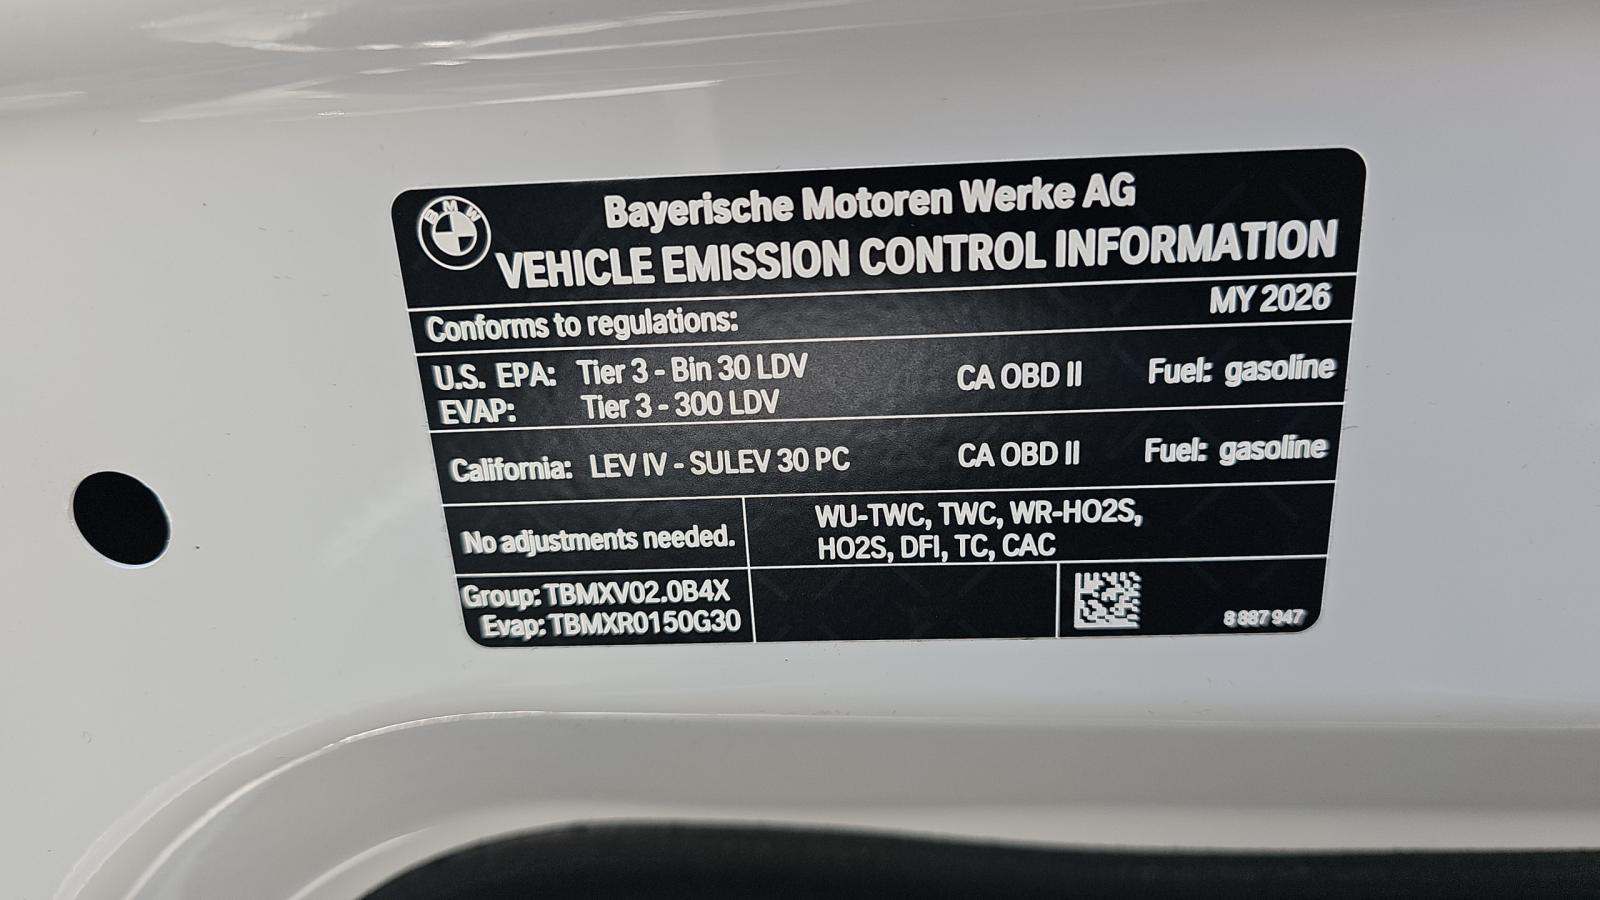 BMW
Bayerische Motoren Werke AG
VEHICLE EMISSION CONTROL INFORMATION
MY 2026
Conforms to regulations:
U.S. EPA: Tier 3 - Bin 30 LDV CA OBD II Fuel: gasoline
EVAP: Tier 3 - 300 LDV
California: LEV IV - SULEV 30 PC CA OBD II Fuel: gasoline
No adjustments needed.
WU-TWC, TWC, WR-HO2S,
HO2S, DFI, TC, CAC
Group: TBMXV02.0B4X
Evap: TBMXR0150G30
8 887 947